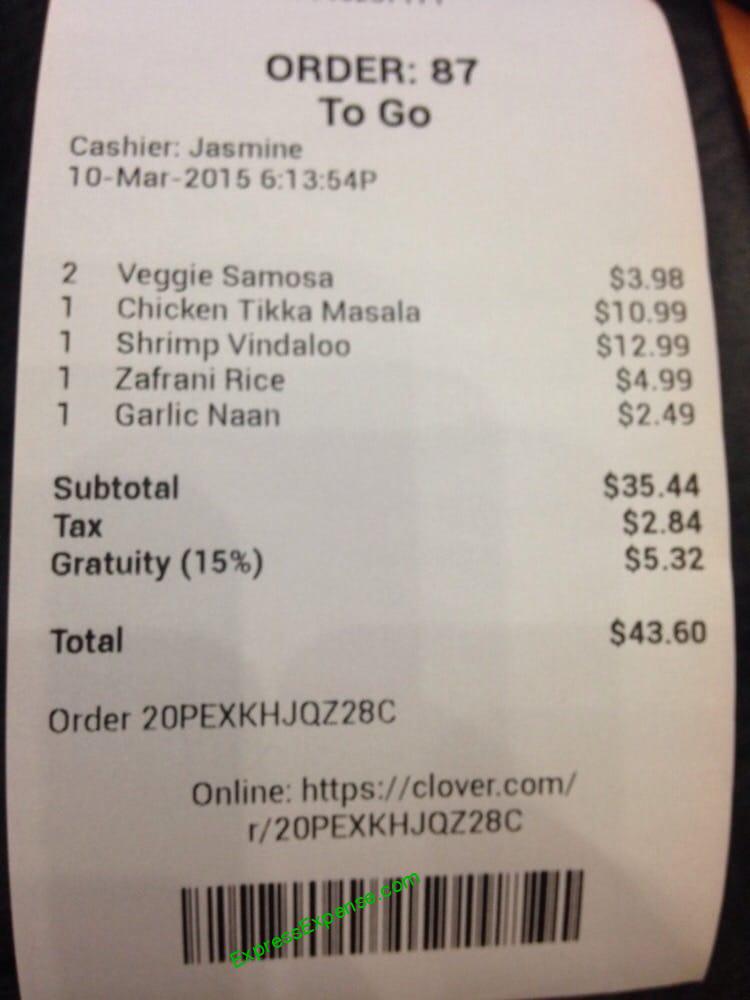 ORDER: 87
To Go
Cashier: Jasmine
10-Mar-2015 6:13:54P
2 Veggie Samosa $3.98
1 Chicken Tikka Masala $10.99
1 Shrimp Vindaloo $12.99
1 Zafrani Rice $4.99
1 Garlic Naan $2.49
Subtotal $35.44
Tax $2.84
Gratuity (15%) $5.32
Total $43.60
Order 20PEXKHJQZ28C
Online: https://clover.com/
r/20PEXKHJQZ28C
ExpressExpense.com